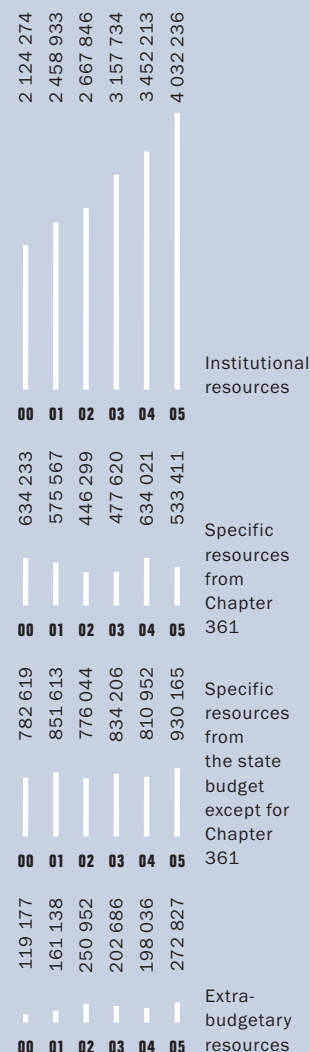 2 124 274
2 458 933
2 667 846
3 157 734
3 452 213
4 032 236
Institutional
resources
00 01 02 03 04 05
634 233
575 567
446 299
477 620
634 021
533 411
Specific
resources
from
Chapter
361
00 01 02 03 04 05
782 619
851 613
776 044
834 206
810 952
930 165
Specific
resources
from
the state
budget
except for
Chapter
361
00 01 02 03 04 05
119 177
161 138
250 952
202 686
198 036
272 827
Extra-
budgetary
resources
00 01 02 03 04 05